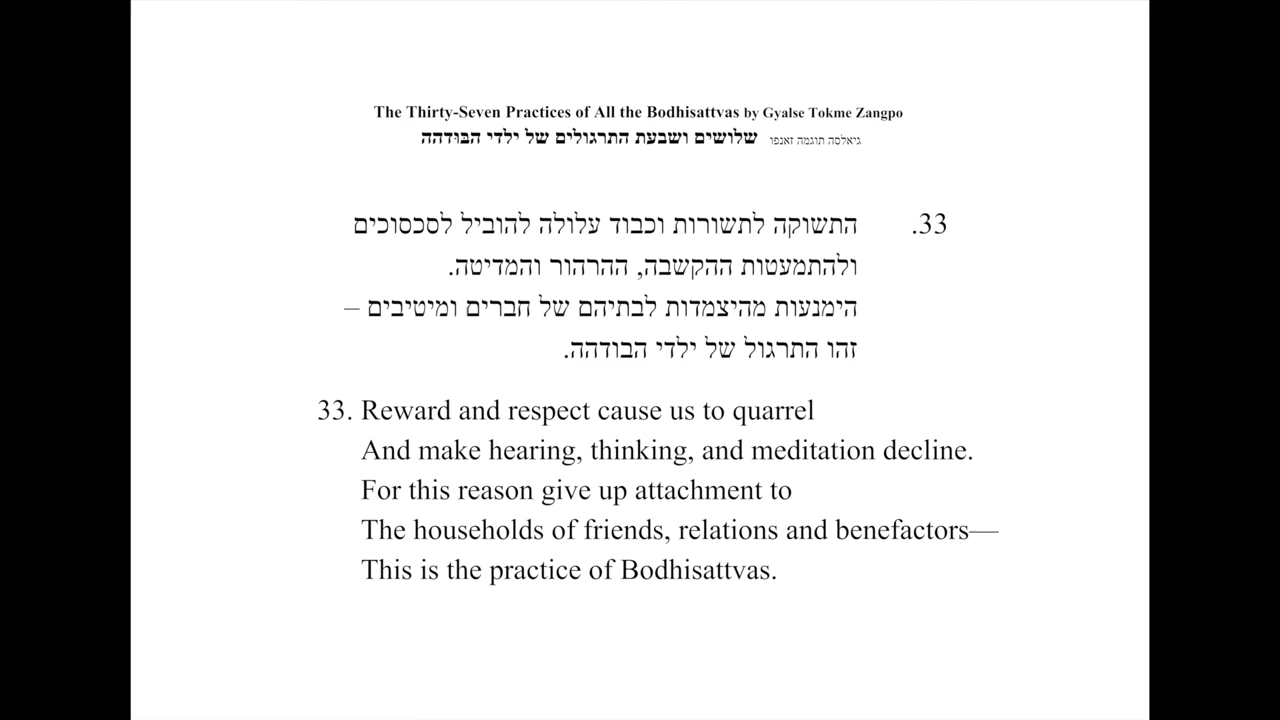 The Thirty-Seven Practices of All the Bodhisattvas by Gyalse Tokme Zangpo
שלושים ושבעת התרגולים של ילדי הבּוּדהה גיאלסה תוגמה זאנפו
33. התשוקה לתשורות וכבוד עלולה להוביל לסכסוכים
ולהתמעטות ההקשבה, ההרהור והמדיטה.
הימנעות מהיצמדות לבתיהם של חברים ומיטיבים –
זהו התרגול של ילדי הבודהה.
33. Reward and respect cause us to quarrel
And make hearing, thinking, and meditation decline.
For this reason give up attachment to
The households of friends, relations and benefactors—
This is the practice of Bodhisattvas.